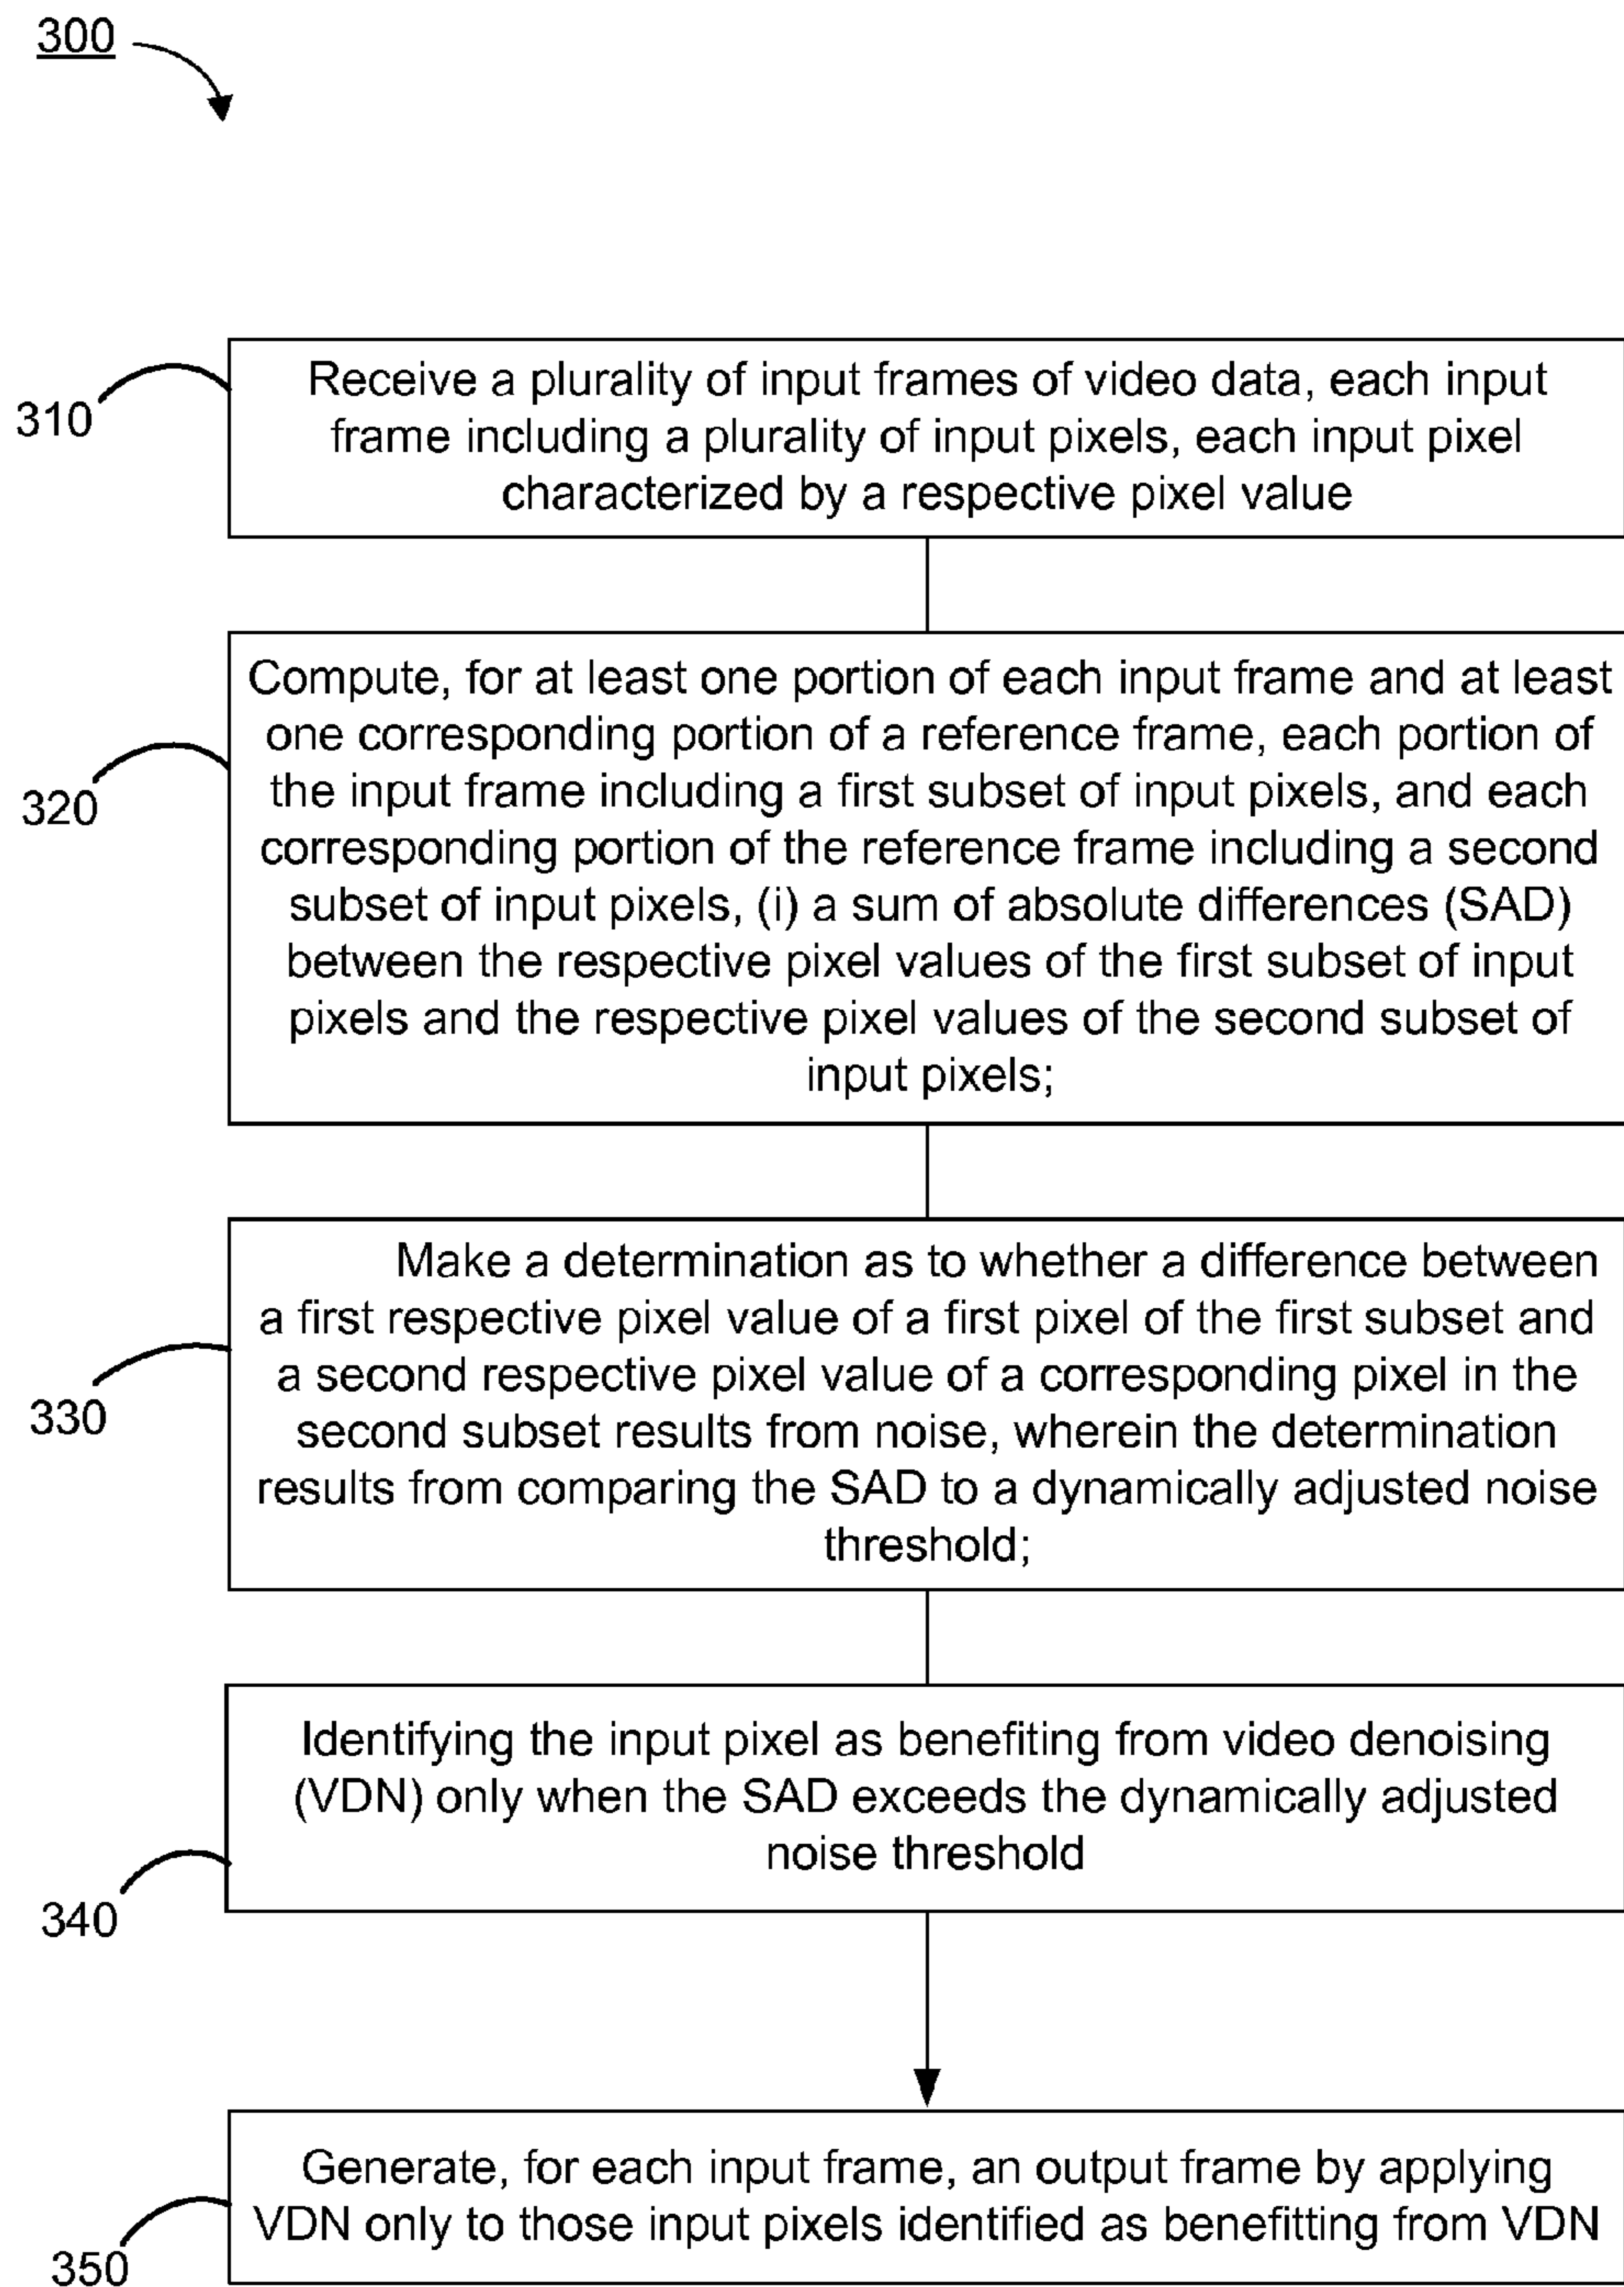 300
310
Receive a plurality of input frames of video data, each input
frame including a plurality of input pixels, each input pixel
characterized by a respective pixel value
320
Compute, for at least one portion of each input frame and at least
one corresponding portion of a reference frame, each portion of
the input frame including a first subset of input pixels, and each
corresponding portion of the reference frame including a second
subset of input pixels, (i) a sum of absolute differences (SAD)
between the respective pixel values of the first subset of input
pixels and the respective pixel values of the second subset of
input pixels;
330
Make a determination as to whether a difference between
a first respective pixel value of a first pixel of the first subset and
a second respective pixel value of a corresponding pixel in the
second subset results from noise, wherein the determination
results from comparing the SAD to a dynamically adjusted noise
threshold;
340
Identifying the input pixel as benefiting from video denoising
(VDN) only when the SAD exceeds the dynamically adjusted
noise threshold
350
Generate, for each input frame, an output frame by applying
VDN only to those input pixels identified as benefitting from VDN